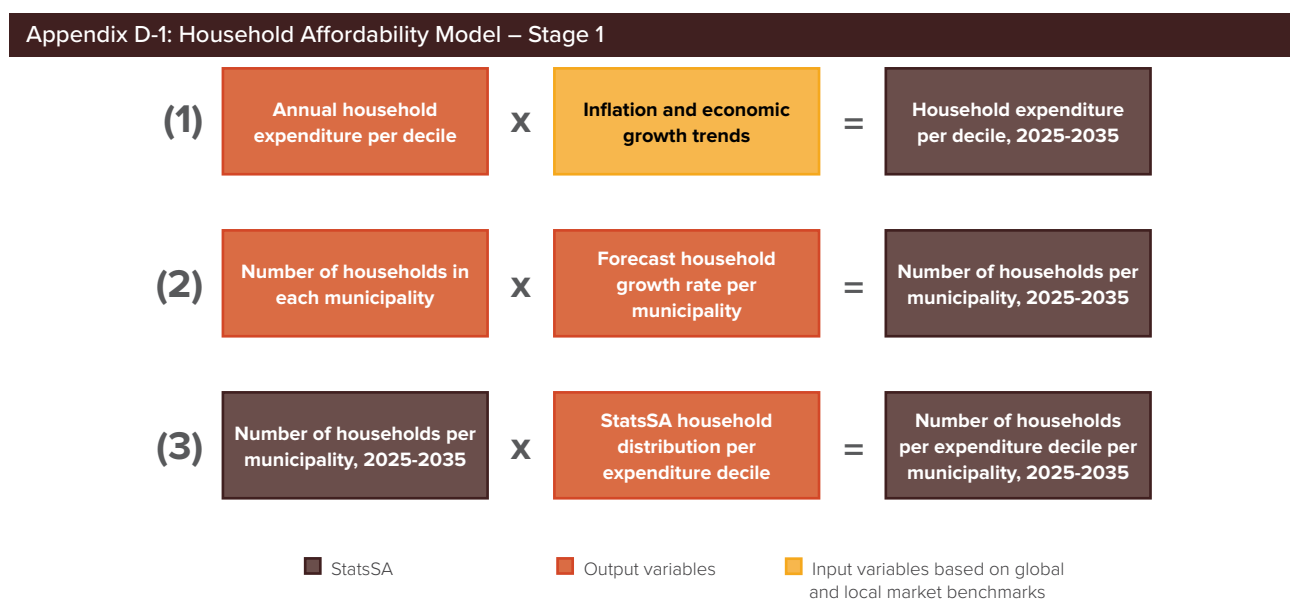 Appendix D-1: Household Affordability Model – Stage 1
(1)
Annual household
expenditure per decile
x
Inflation and economic
growth trends
=
Household expenditure
per decile, 2025-2035
(2)
Number of households in
each municipality
x
Forecast household
growth rate per
municipality
=
Number of households per
municipality, 2025-2035
(3)
Number of households per
municipality, 2025-2035
x
StatsSA household
distribution per
expenditure decile
=
Number of households
per expenditure decile per
municipality, 2025-2035
StatsSA
Output variables
Input variables based on global
and local market benchmarks